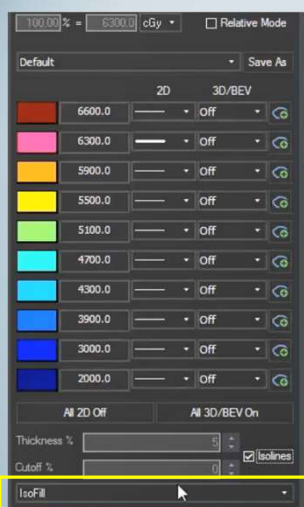 100.00 % = 6300.0 cGy Relative Mode
Default Save As
2D 3D/BEV
6600.0 Off
6300.0 Off
5900.0 Off
5500.0 Off
5100.0 Off
4700.0 Off
4300.0 Off
3900.0 Off
3000.0 Off
2000.0 Off
All 2D Off All 3D/BEV On
Thickness % 5 Isolines
Cutoff % 0
IsoFill